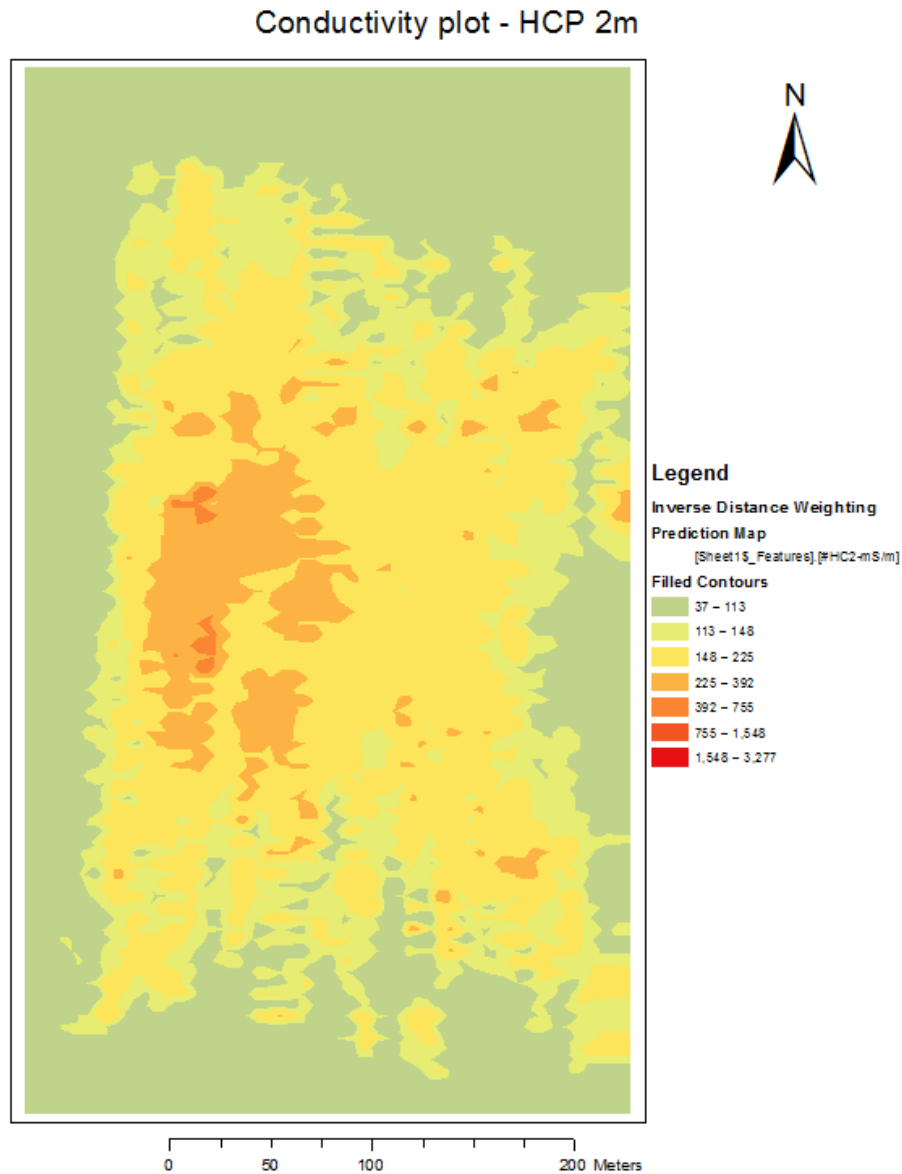 Conductivity plot - HCP 2m
N
Legend
Inverse Distance Weighting
Prediction Map
[Sheet1$_Features].[#HC2-mS/m]
Filled Contours
37 – 113
113 – 148
148 – 225
225 – 392
392 – 755
755 – 1,548
1,548 – 3,277
0 50 100 200 Meters